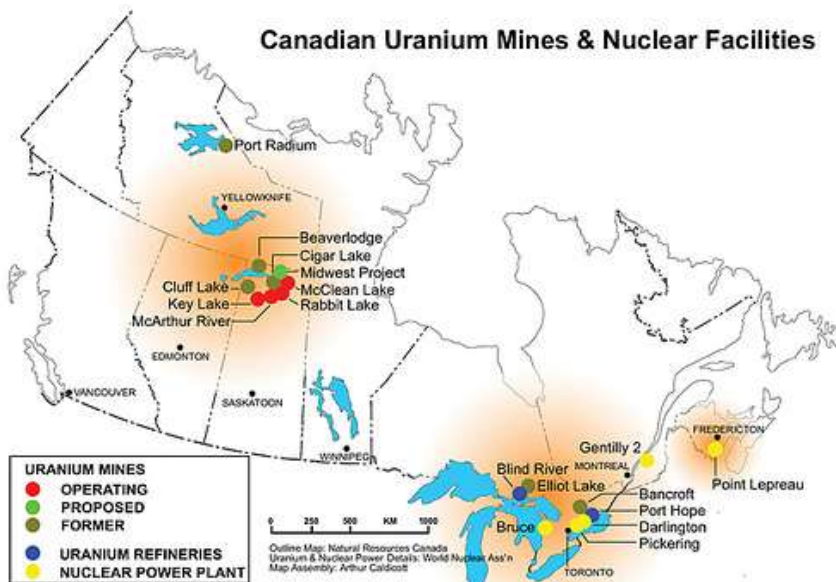 Canadian Uranium Mines & Nuclear Facilities
Port Radium
YELLOWKNIFE
Beaverlodge
Cigar Lake
Midwest Project
Cluff Lake
McClean Lake
Key Lake
Rabbit Lake
McArthur River
EDMONTON
VANCOUVER
SASKATOON
WINNIPEG
FREDERICTON
Gentilly 2
MONTREAL
Point Lepreau
Blind River
Elliot Lake
Bancroft
Port Hope
Bruce
Darlington
Pickering
TORONTO
URANIUM MINES
OPERATING
PROPOSED
FORMER
URANIUM REFINERIES
NUCLEAR POWER PLANT
0 250 500 KM 1000
Outline Map: Natural Resources Canada
Uranium & Nuclear Power Details: World Nuclear Ass'n
Map Assembly: Arthur Caldicott